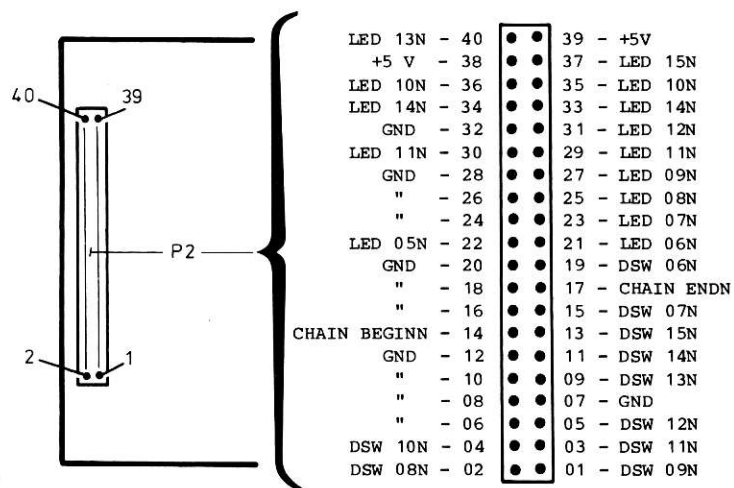 LED 13N - 40 39 - +5V
+5 V - 38 37 - LED 15N
LED 10N - 36 35 - LED 10N
LED 14N - 34 33 - LED 14N
GND - 32 31 - LED 12N
LED 11N - 30 29 - LED 11N
GND - 28 27 - LED 09N
" - 26 25 - LED 08N
" - 24 23 - LED 07N
LED 05N - 22 21 - LED 06N
GND - 20 19 - DSW 06N
" - 18 17 - CHAIN ENDN
" - 16 15 - DSW 07N
CHAIN BEGINN - 14 13 - DSW 15N
GND - 12 11 - DSW 14N
" - 10 09 - DSW 13N
" - 08 07 - GND
" - 06 05 - DSW 12N
DSW 10N - 04 03 - DSW 11N
DSW 08N - 02 01 - DSW 09N
40 39
P2
2 1